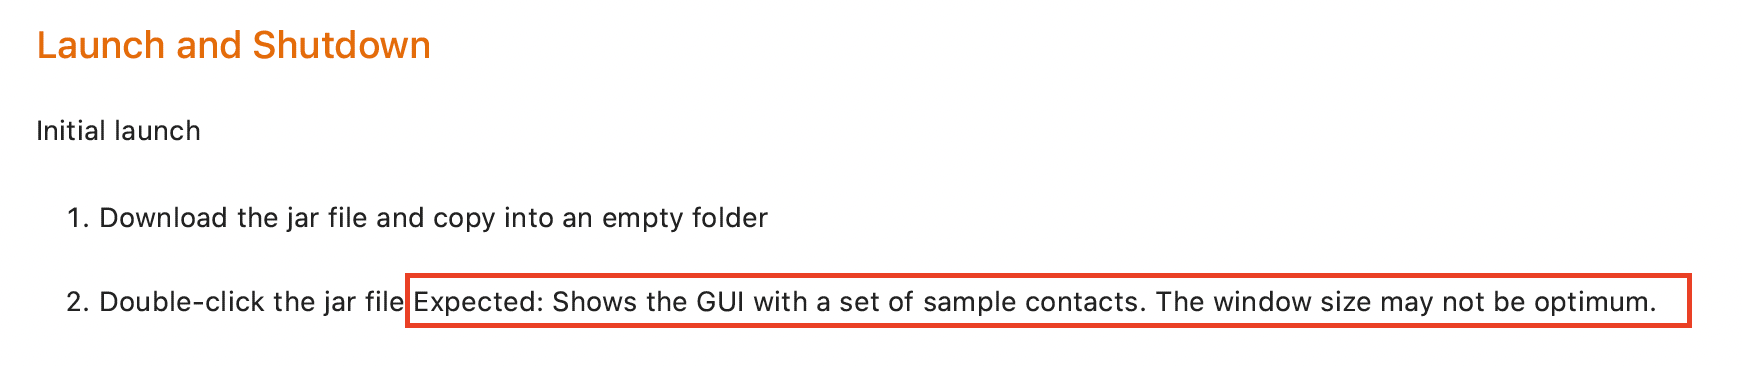 Launch and Shutdown
Initial launch
1. Download the jar file and copy into an empty folder
2. Double-click the jar file Expected: Shows the GUI with a set of sample contacts. The window size may not be optimum.